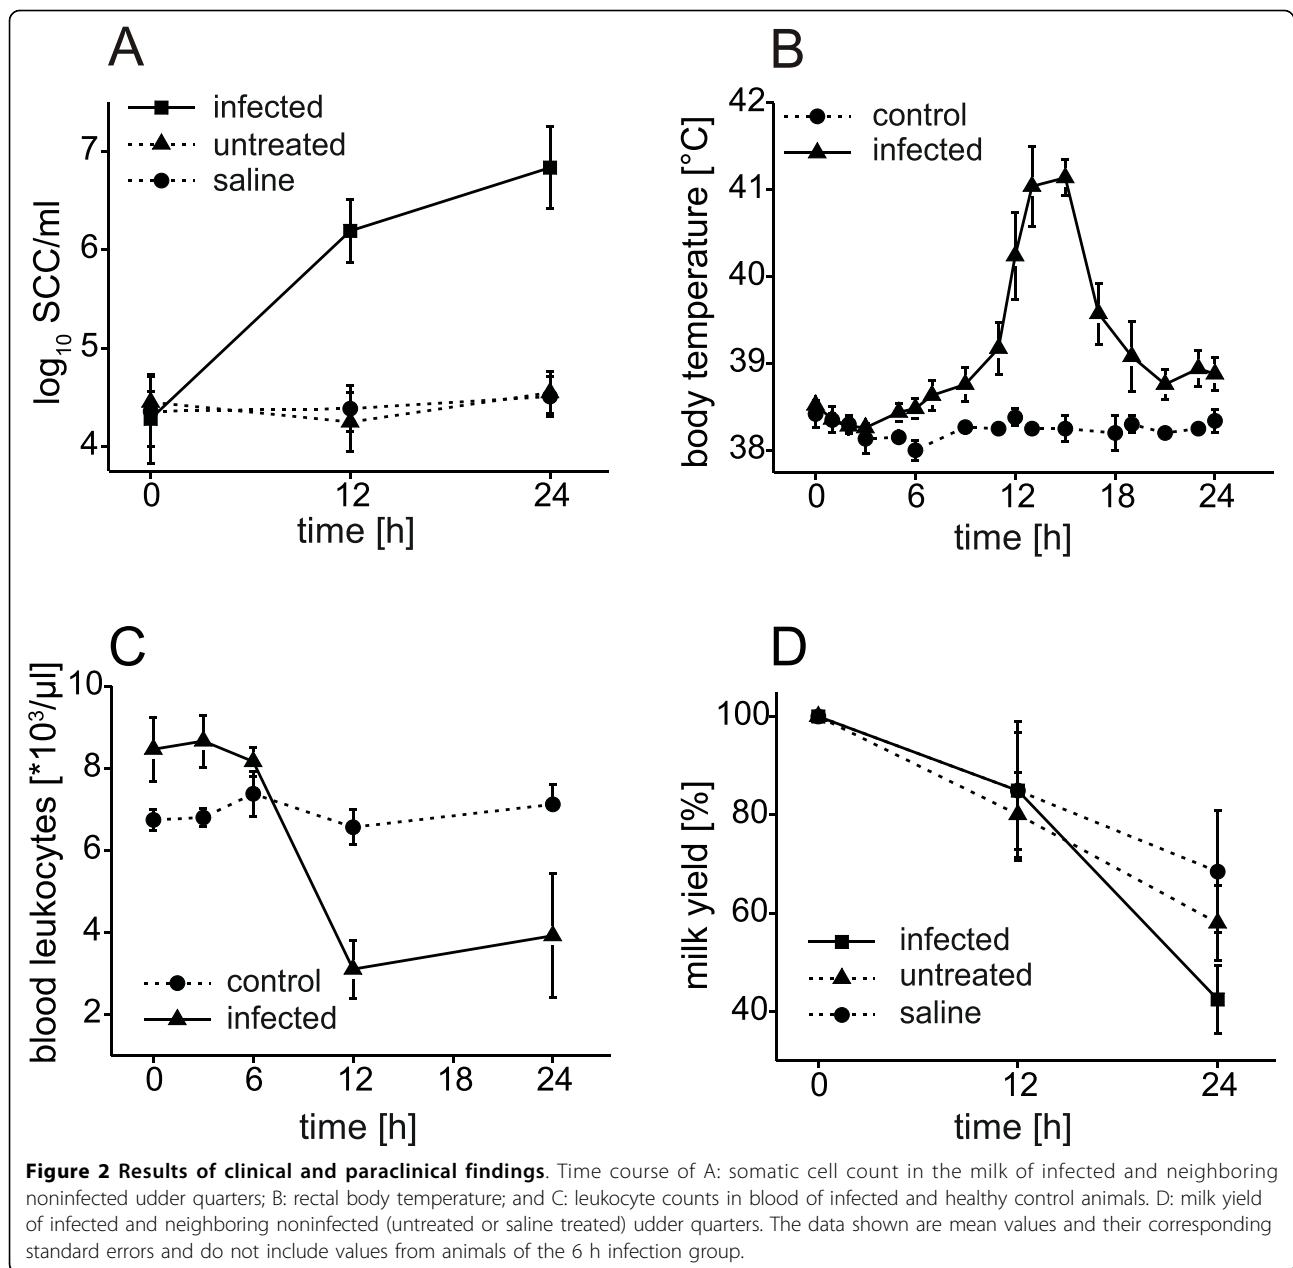 A
infected
untreated
saline
7
6
5
4
log10 SCC/ml
0 12 24
time [h]
B
control
infected
42
41
40
39
38
body temperature [°C]
0 6 12 18 24
time [h]
C
10
8
6
4
2
blood leukocytes [*10³/µl]
control
infected
0 6 12 18 24
time [h]
D
100
80
60
40
milk yield [%]
infected
untreated
saline
0 12 24
time [h]
Figure 2 Results of clinical and paraclinical findings. Time course of A: somatic cell count in the milk of infected and neighboring
noninfected udder quarters; B: rectal body temperature; and C: leukocyte counts in blood of infected and healthy control animals. D: milk yield
of infected and neighboring noninfected (untreated or saline treated) udder quarters. The data shown are mean values and their corresponding
standard errors and do not include values from animals of the 6 h infection group.